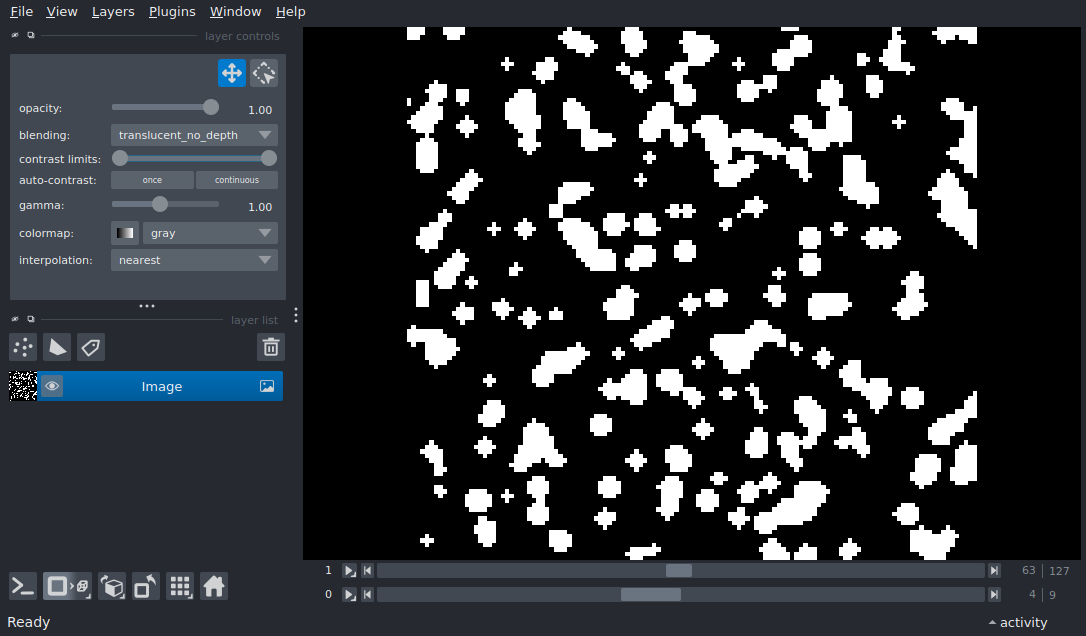 File View Layers Plugins Window Help
layer controls
opacity: 1.00
blending: translucent_no_depth
contrast limits:
auto-contrast: once continuous
gamma: 1.00
colormap: gray
interpolation: nearest
layer list
Image
1 63 127
0 4 9
Ready activity